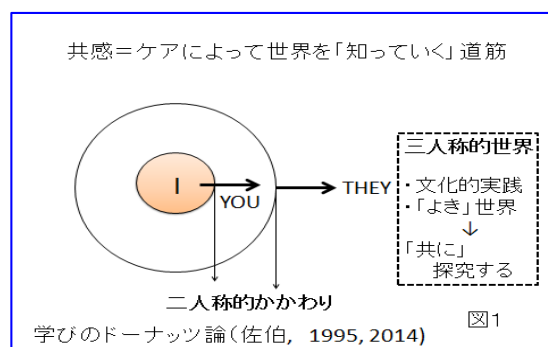 共感＝ケアによって世界を「知っていく」道筋
I
YOU
THEY
三人称的世界
・文化的実践
・「よき」世界
↓
「共に」
探究する
二人称的かかわり
学びのドーナッツ論(佐伯, 1995, 2014)
図1